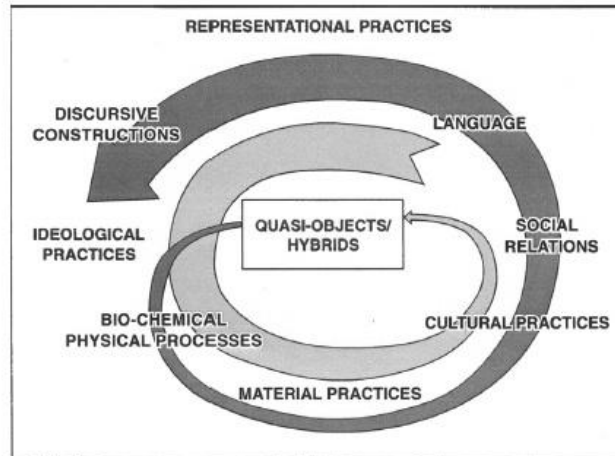 REPRESENTATIONAL PRACTICES
DISCURSIVE
CONSTRUCTIONS
LANGUAGE
QUASI-OBJECTS/
HYBRIDS
IDEOLOGICAL
PRACTICES
SOCIAL
RELATIONS
BIO-CHEMICAL
PHYSICAL PROCESSES
CULTURAL PRACTICES
MATERIAL PRACTICES